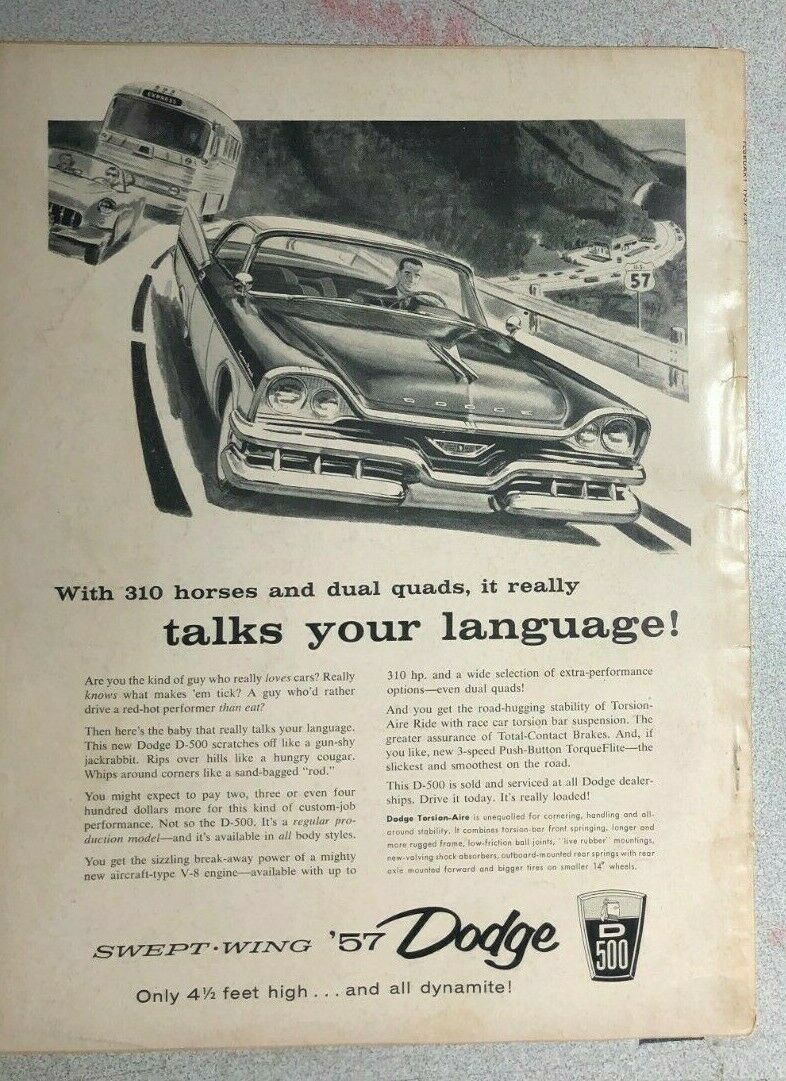 EXPRESS
FEBRUARY 1957
U.S.
57
DODGE
With 310 horses and dual quads, it really
talks your language!
Are you the kind of guy who really loves cars? Really
knows what makes 'em tick? A guy who'd rather
drive a red-hot performer than eat?
Then here's the baby that really talks your language.
This new Dodge D-500 scratches off like a gun-shy
jackrabbit. Rips over hills like a hungry cougar.
Whips around corners like a sand-bagged "rod."
You might expect to pay two, three or even four
hundred dollars more for this kind of custom-job
performance. Not so the D-500. It's a regular pro-
duction model—and it's available in all body styles.
You get the sizzling break-away power of a mighty
new aircraft-type V-8 engine—available with up to
310 hp. and a wide selection of extra-performance
options—even dual quads!
And you get the road-hugging stability of Torsion-
Aire Ride with race car torsion bar suspension. The
greater assurance of Total-Contact Brakes. And, if
you like, new 3-speed Push-Button TorqueFlite—the
slickest and smoothest on the road.
This D-500 is sold and serviced at all Dodge dealer-
ships. Drive it today. It's really loaded!
Dodge Torsion-Aire is unequalled for cornering, handling and all-
around stability. It combines torsion-bar front springing, longer and
more rugged frame, low-friction ball joints, 'live rubber' mountings,
new-valving shock absorbers, outboard-mounted rear springs with rear
axle mounted forward and bigger tires on smaller 14" wheels.
SWEPT·WING '57 Dodge
D
500
Only 4½ feet high . . . and all dynamite!